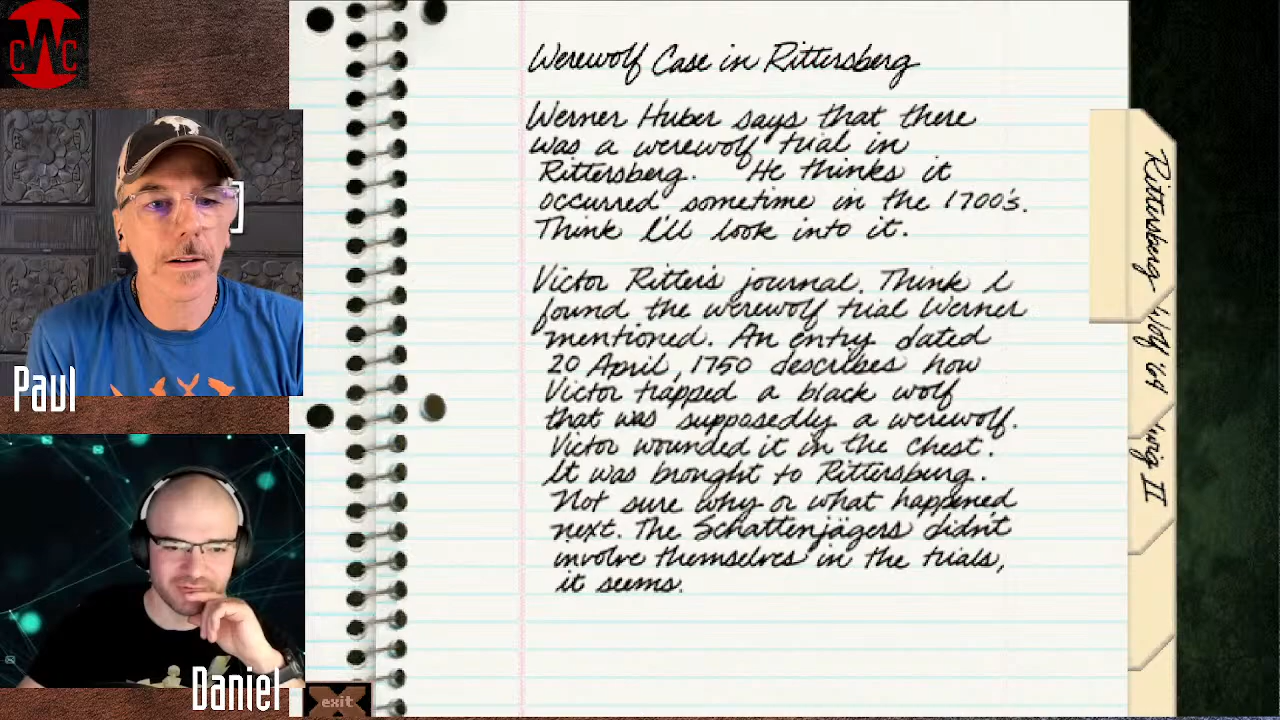 CWC
Paul
Daniel
Werewolf Case in Rittersberg
Werner Huber says that there
was a werewolf trial in
Rittersberg. He thinks it
occurred sometime in the 1700's.
Think I'll look into it.
Victor Ritter's journal. Think I
found the werewolf trial Werner
mentioned. An entry dated
20 April, 1750 describes how
Victor trapped a black wolf
that was supposedly a werewolf.
Victor wounded it in the chest.
It was brought to Rittersburg.
Not sure why or what happened
next. The Schattenjägers didn't
involve themselves in the trials,
it seems.
Rittersberg
Wolf '64
wig II
exit